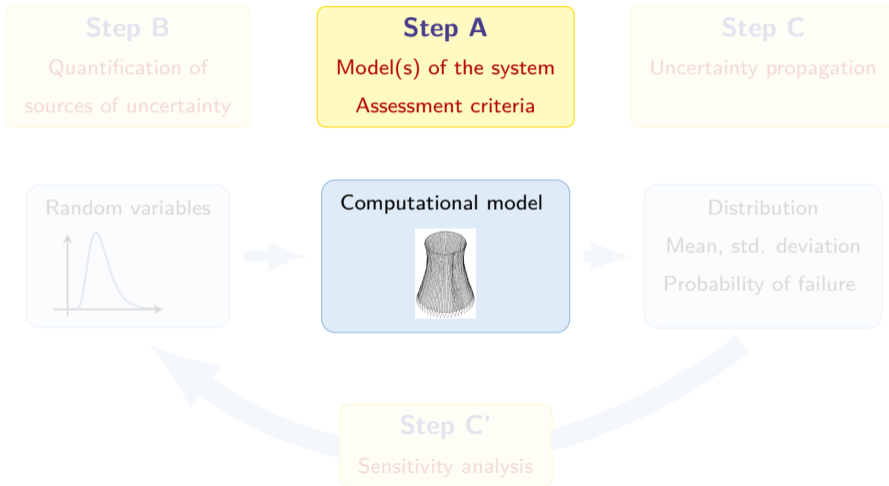 Step B
Quantification of
sources of uncertainty
Step A
Model(s) of the system
Assessment criteria
Step C
Uncertainty propagation
Random variables
Computational model
Distribution
Mean, std. deviation
Probability of failure
Step C'
Sensitivity analysis